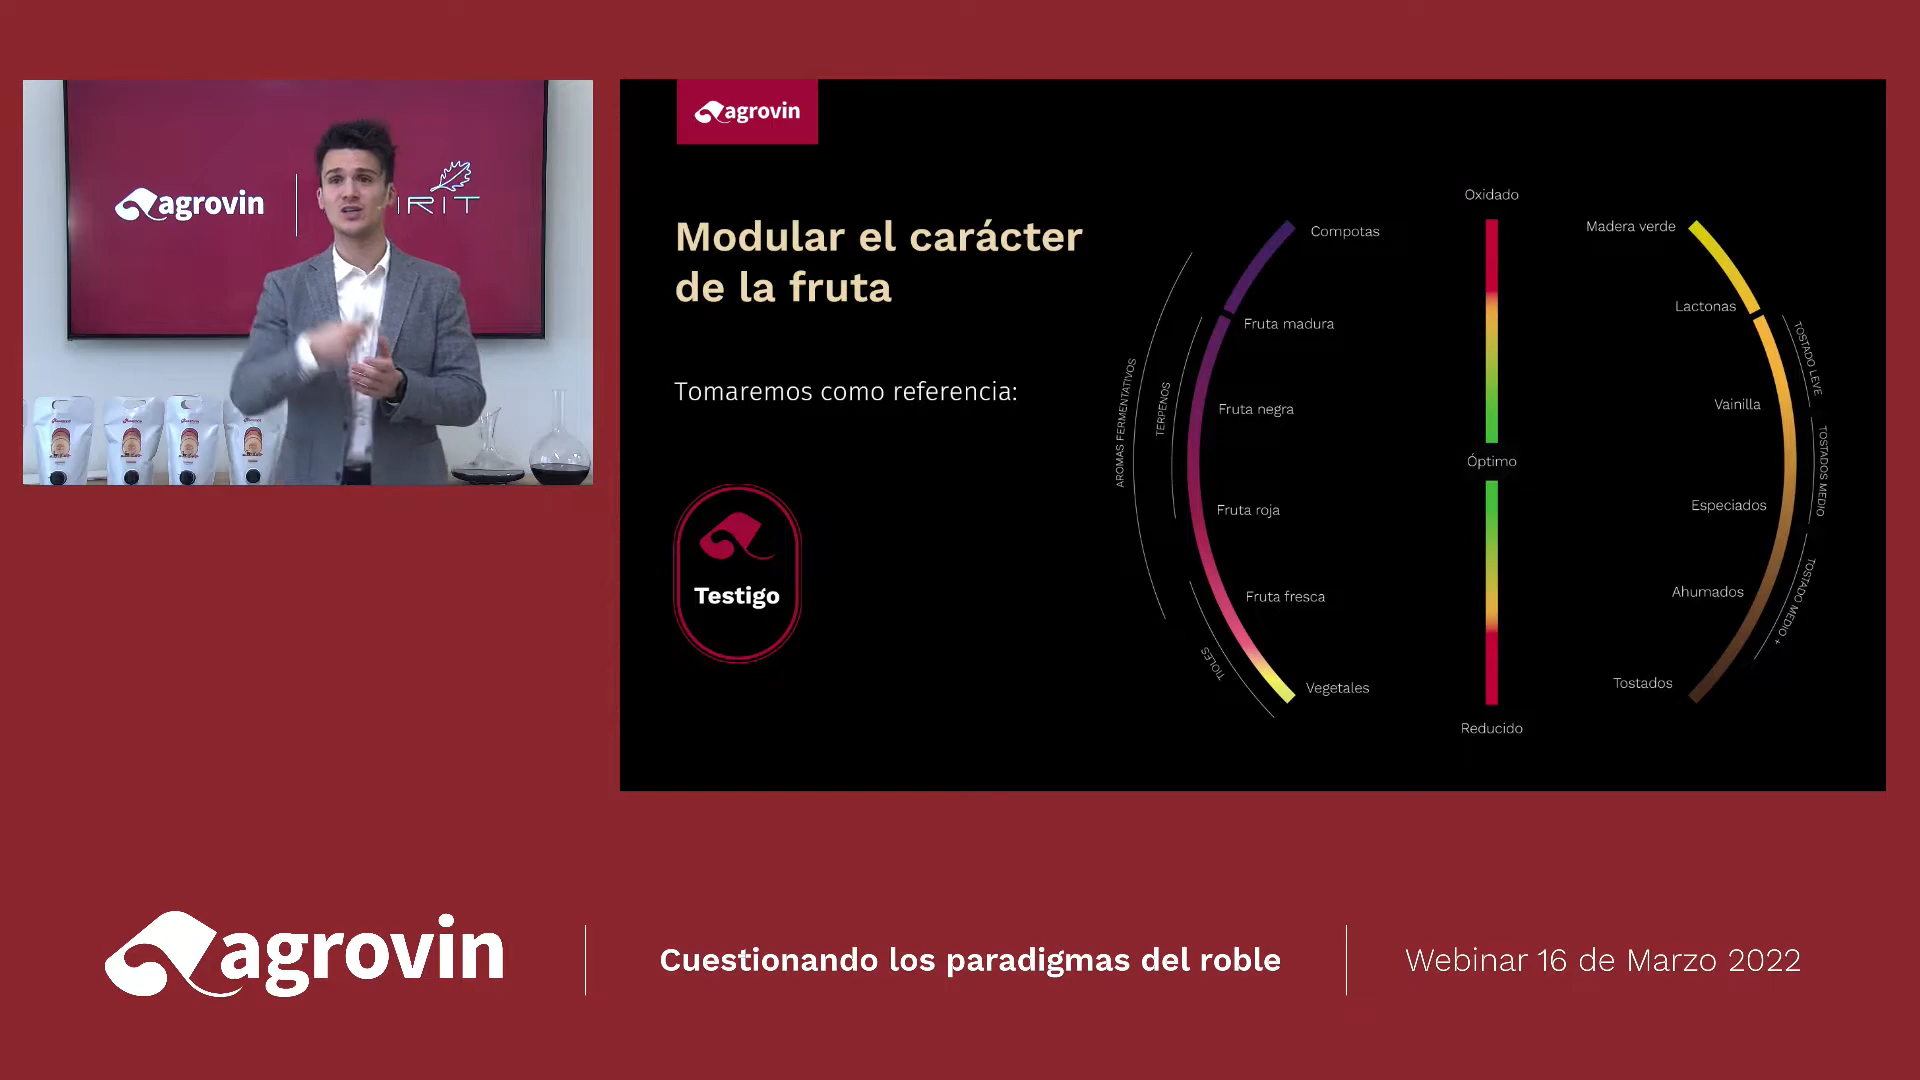 agrovin
IRIT
agrovin
Modular el carácter
de la fruta
Tomaremos como referencia:
Testigo
AROMAS FERMENTATIVOS
TERPENOS
TIOLES
Compotas
Fruta madura
Fruta negra
Fruta roja
Fruta fresca
Vegetales
Oxidado
Óptimo
Reducido
Madera verde
Lactonas
Vainilla
Especiados
Ahumados
Tostados
TOSTADO LEVE
TOSTADOS MEDIO
TOSTADO MEDIO +
agrovin
Cuestionando los paradigmas del roble
Webinar 16 de Marzo 2022